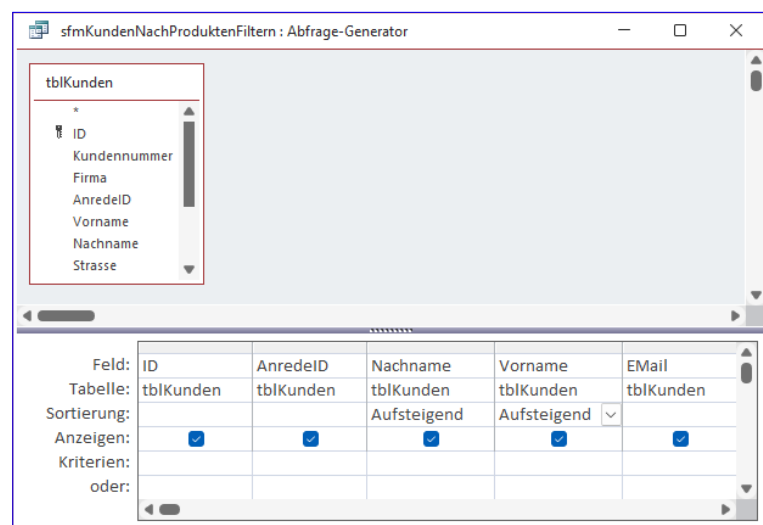 sfmKundenNachProduktenFiltern : Abfrage-Generator
tblKunden
*
ID
Kundennummer
Firma
AnredeID
Vorname
Nachname
Strasse
Feld: ID AnredeID Nachname Vorname EMail
Tabelle: tblKunden tblKunden tblKunden tblKunden tblKunden
Sortierung: Aufsteigend Aufsteigend
Anzeigen:
Kriterien:
oder: